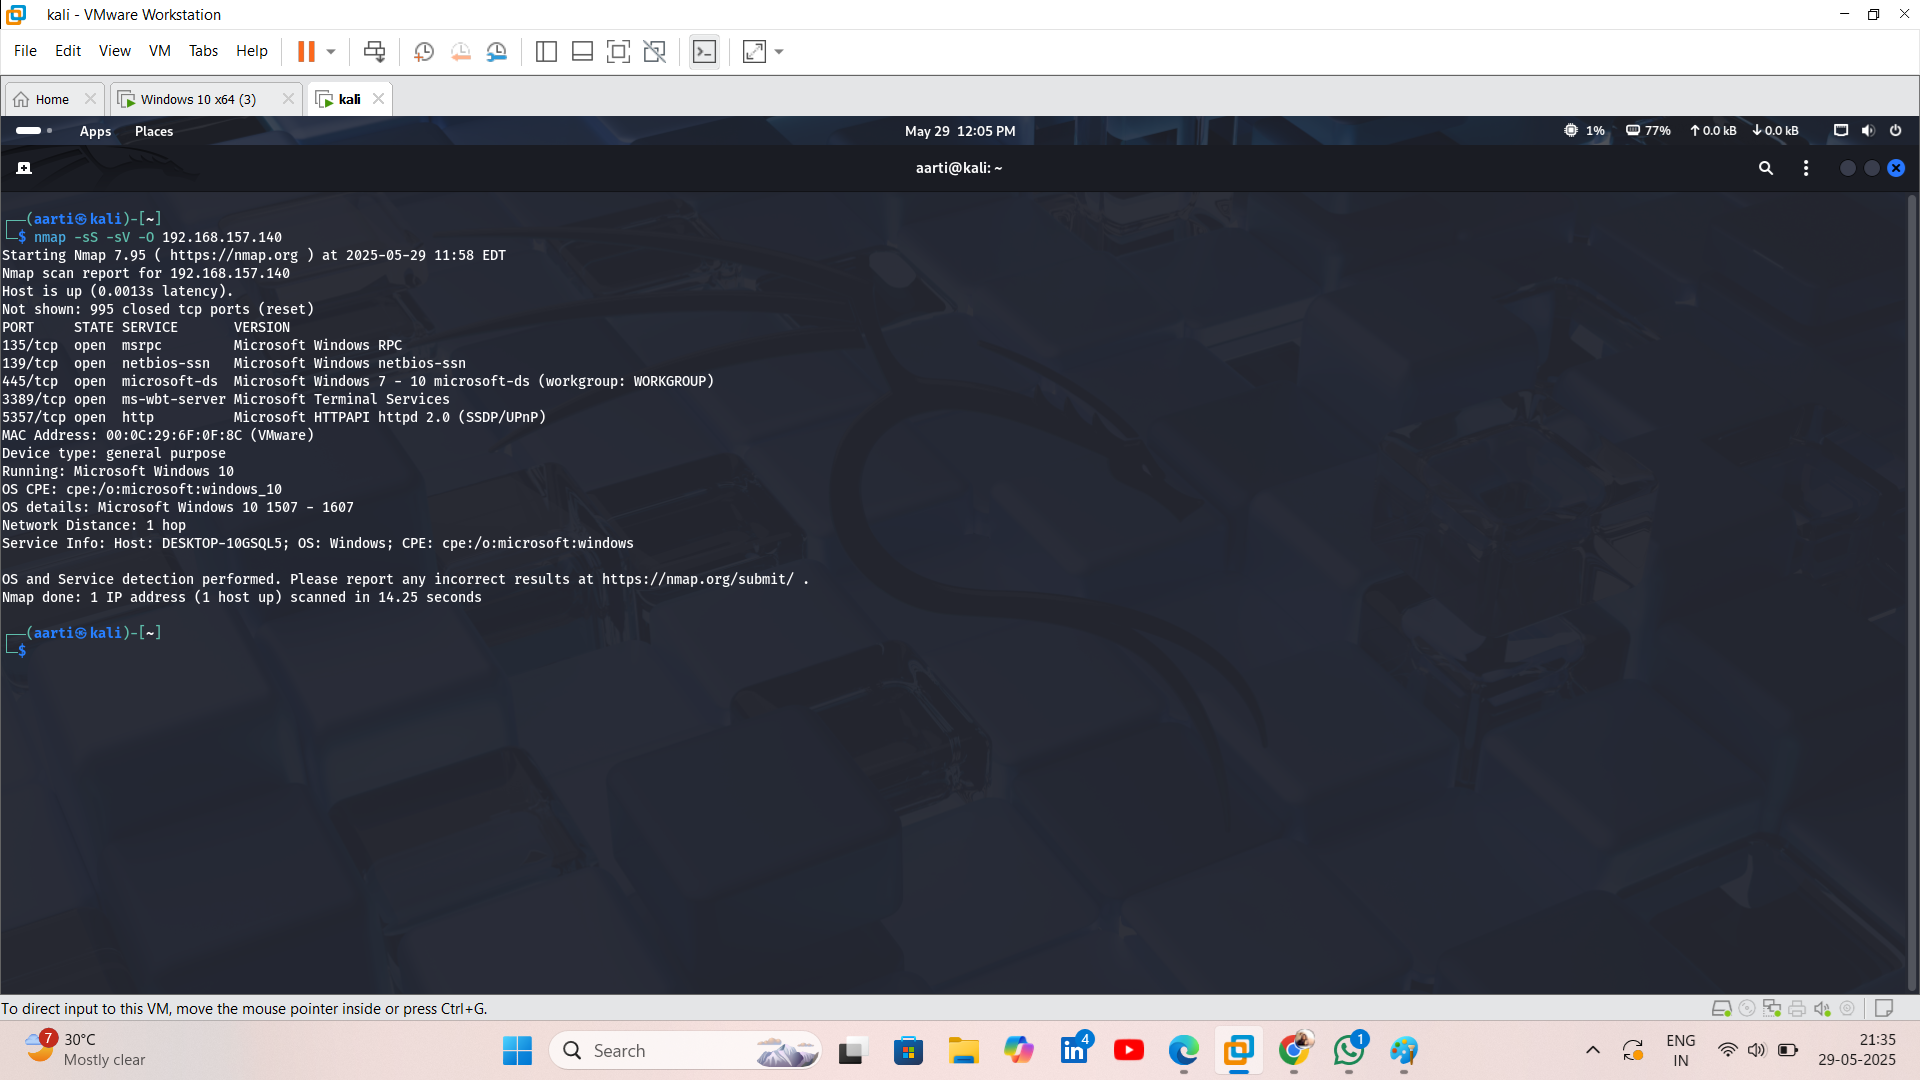 kali - VMware Workstation
File Edit View VM Tabs Help
Home Windows 10 x64 (3) kali
Apps Places May 29 12:05 PM 1% 77% 0.0 kB 0.0 kB
aarti@kali: ~
┌──(aarti㉿kali)-[~]
└─$ nmap -sS -sV -O 192.168.157.140
Starting Nmap 7.95 ( https://nmap.org ) at 2025-05-29 11:58 EDT
Nmap scan report for 192.168.157.140
Host is up (0.0013s latency).
Not shown: 995 closed tcp ports (reset)
PORT     STATE SERVICE       VERSION
135/tcp  open  msrpc         Microsoft Windows RPC
139/tcp  open  netbios-ssn   Microsoft Windows netbios-ssn
445/tcp  open  microsoft-ds  Microsoft Windows 7 - 10 microsoft-ds (workgroup: WORKGROUP)
3389/tcp open  ms-wbt-server Microsoft Terminal Services
5357/tcp open  http          Microsoft HTTPAPI httpd 2.0 (SSDP/UPnP)
MAC Address: 00:0C:29:6F:0F:8C (VMware)
Device type: general purpose
Running: Microsoft Windows 10
OS CPE: cpe:/o:microsoft:windows_10
OS details: Microsoft Windows 10 1507 - 1607
Network Distance: 1 hop
Service Info: Host: DESKTOP-10GSQL5; OS: Windows; CPE: cpe:/o:microsoft:windows
OS and Service detection performed. Please report any incorrect results at https://nmap.org/submit/ .
Nmap done: 1 IP address (1 host up) scanned in 14.25 seconds
┌──(aarti㉿kali)-[~]
└─$
To direct input to this VM, move the mouse pointer inside or press Ctrl+G.
7 30°C
Mostly clear
Search
4
1
ENG
IN
21:35
29-05-2025